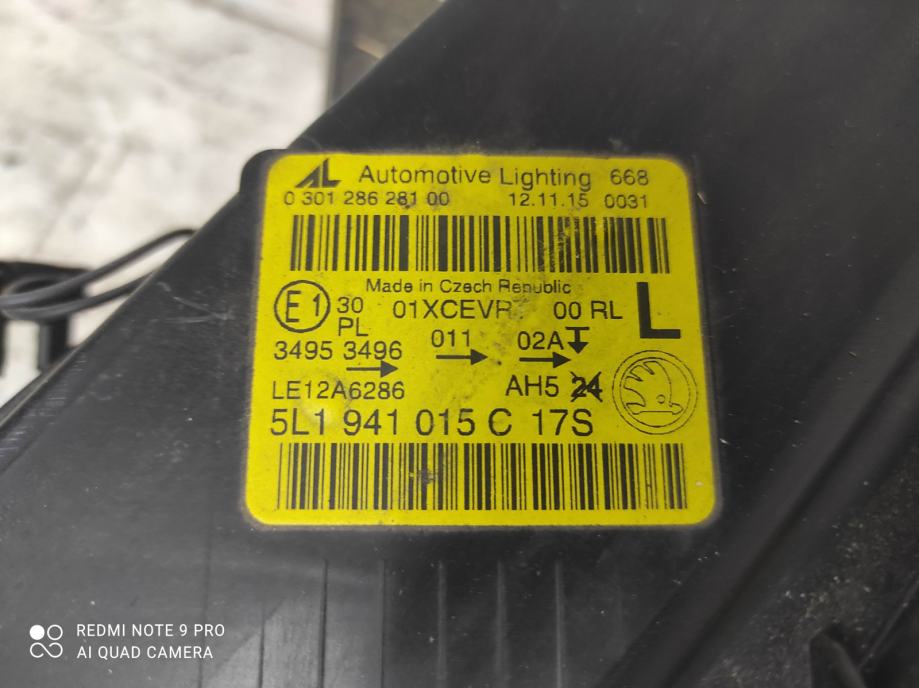 AL Automotive Lighting 668
0 301 286 281 00 12.11.15 0031
Made in Czech Republic
E1 30 01XCEVR 00 RL L
PL
011 02A
3495 3496
LE12A6286 AH5 24
5L1 941 015 C 17S
REDMI NOTE 9 PRO
AI QUAD CAMERA